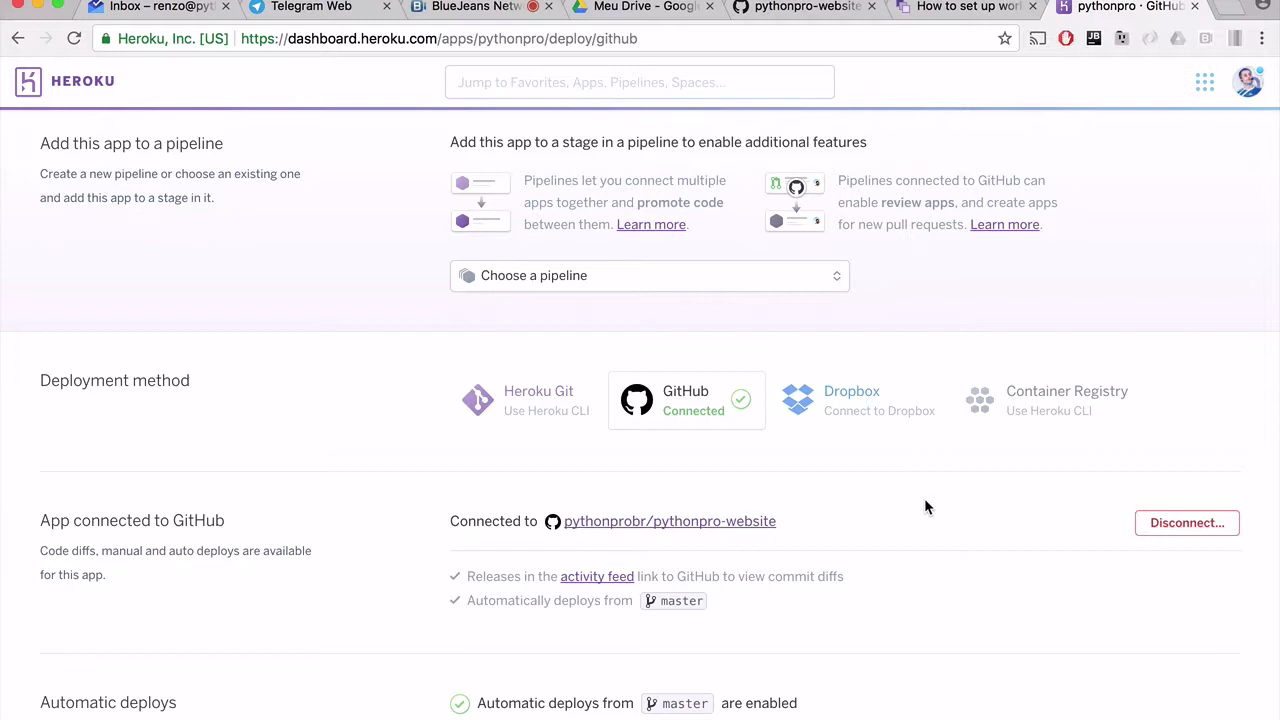 Inbox – renzo@pyt
Telegram Web
BlueJeans Netw
Meu Drive - Google
pythonpro-website
How to set up work
pythonpro · GitHub
Heroku, Inc. [US]
https://dashboard.heroku.com/apps/pythonpro/deploy/github
HEROKU
Jump to Favorites, Apps, Pipelines, Spaces...
Add this app to a pipeline
Create a new pipeline or choose an existing one
and add this app to a stage in it.
Add this app to a stage in a pipeline to enable additional features
Pipelines let you connect multiple
apps together and promote code
between them. Learn more.
Pipelines connected to GitHub can
enable review apps, and create apps
for new pull requests. Learn more.
Choose a pipeline
Deployment method
Heroku Git
Use Heroku CLI
GitHub
Connected
Dropbox
Connect to Dropbox
Container Registry
Use Heroku CLI
App connected to GitHub
Code diffs, manual and auto deploys are available
for this app.
Connected to pythonprobr/pythonpro-website
Disconnect...
Releases in the activity feed link to GitHub to view commit diffs
Automatically deploys from master
Automatic deploys
Automatic deploys from master are enabled